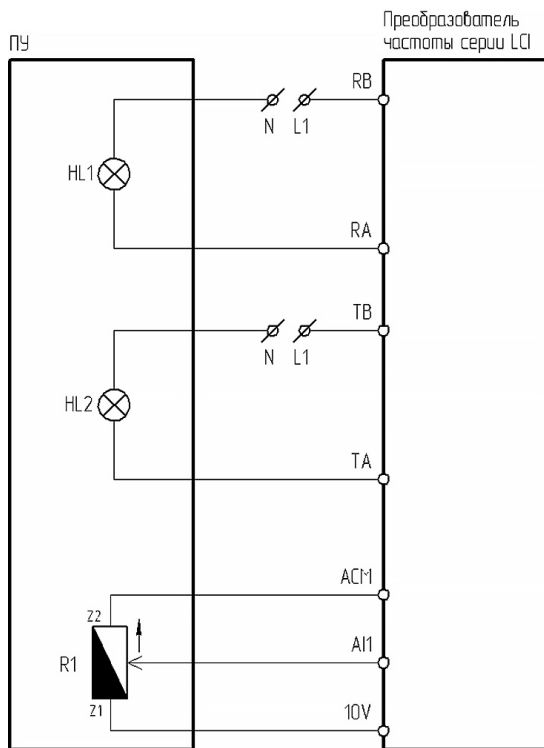 Преобразователь
ПУ
частоты серии LCI
RB
N
L1
HL1
RA
TB
N
L1
HL2
TA
ACM
Z2
R1
AI1
Z1
10V